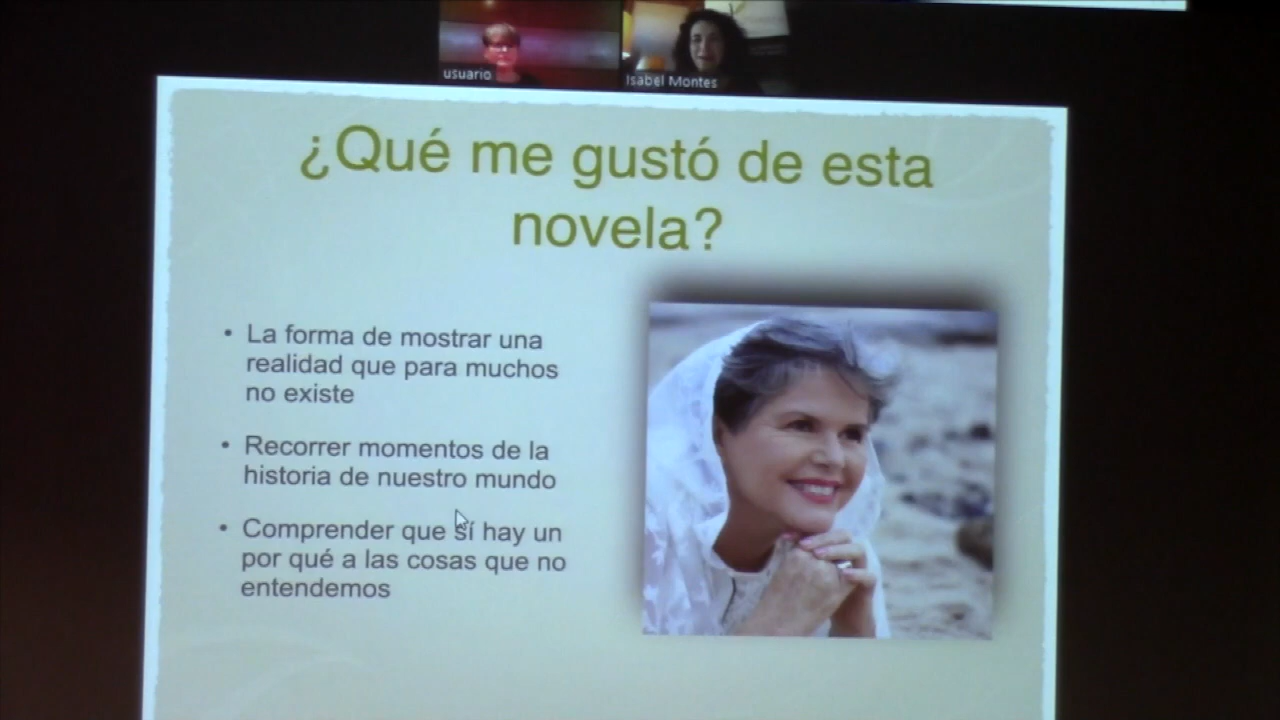 usuario
Isabel Montes
¿Qué me gustó de esta
novela?
• La forma de mostrar una
realidad que para muchos
no existe
• Recorrer momentos de la
historia de nuestro mundo
• Comprender que sí hay un
por qué a las cosas que no
entendemos